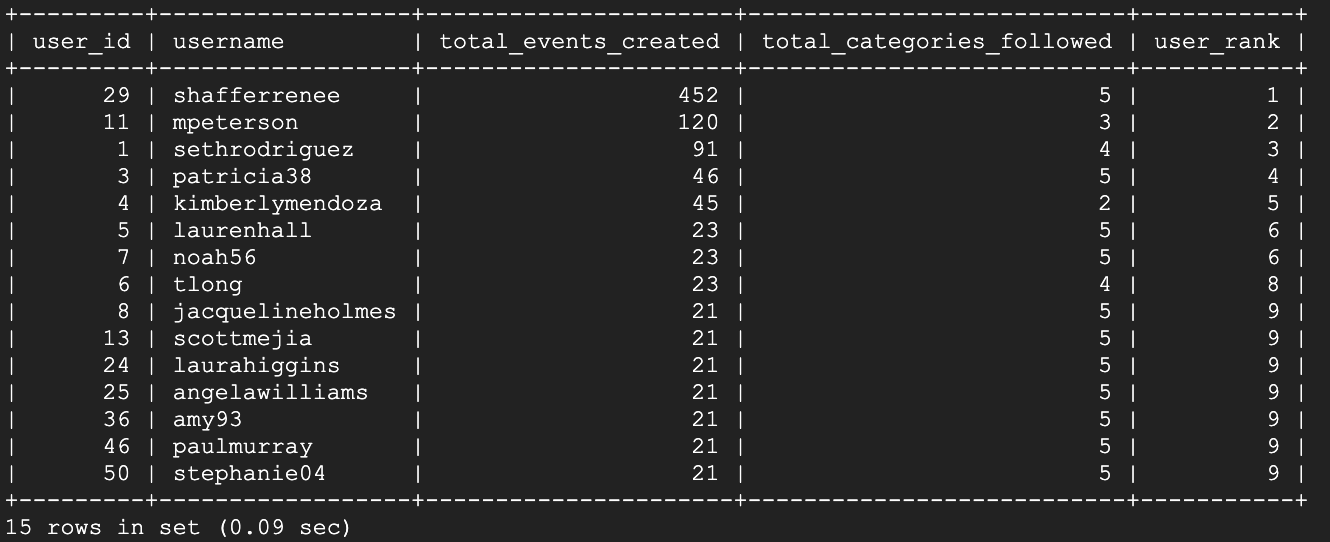 +---------+------------------+----------------------+---------------------------+-----------+
| user_id | username         | total_events_created | total_categories_followed | user_rank |
+---------+------------------+----------------------+---------------------------+-----------+
|      29 | shafferrenee     |                  452 |                         5 |         1 |
|      11 | mpeterson        |                  120 |                         3 |         2 |
|       1 | sethrodriguez    |                   91 |                         4 |         3 |
|       3 | patricia38       |                   46 |                         5 |         4 |
|       4 | kimberlymendoza  |                   45 |                         2 |         5 |
|       5 | laurenhall       |                   23 |                         5 |         6 |
|       7 | noah56           |                   23 |                         5 |         6 |
|       6 | tlong            |                   23 |                         4 |         8 |
|       8 | jacquelineholmes |                   21 |                         5 |         9 |
|      13 | scottmejia       |                   21 |                         5 |         9 |
|      24 | laurahiggins     |                   21 |                         5 |         9 |
|      25 | angelawilliams   |                   21 |                         5 |         9 |
|      36 | amy93            |                   21 |                         5 |         9 |
|      46 | paulmurray       |                   21 |                         5 |         9 |
|      50 | stephanie04      |                   21 |                         5 |         9 |
+---------+------------------+----------------------+---------------------------+-----------+
15 rows in set (0.09 sec)